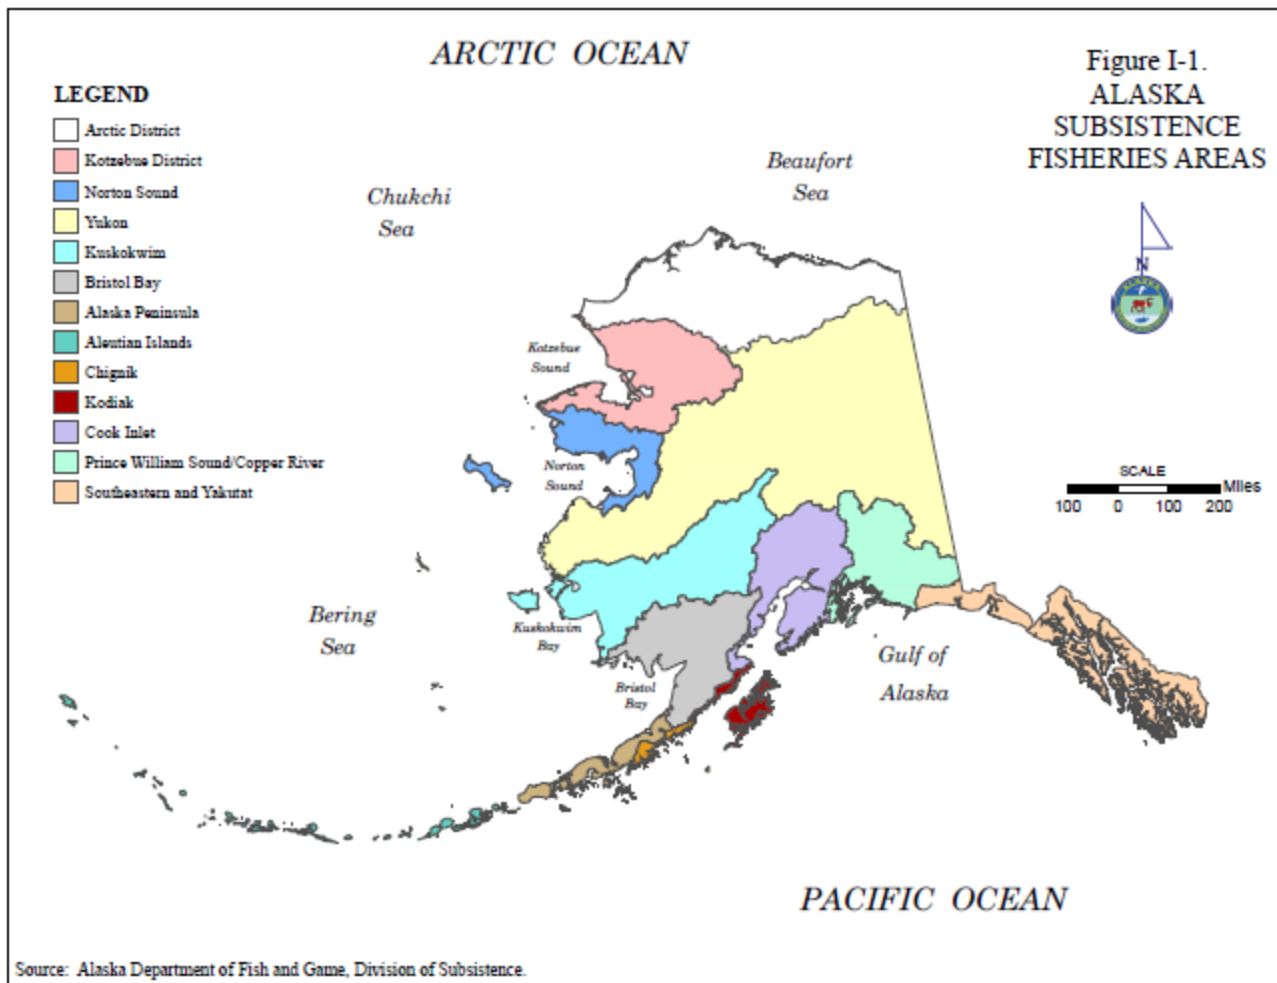 ARCTIC OCEAN
Figure I-1.
ALASKA
SUBSISTENCE
FISHERIES AREAS
LEGEND
Arctic District
Kotzebue District
Norton Sound
Yukon
Kuskokwim
Bristol Bay
Alaska Peninsula
Aleutian Islands
Chignik
Kodiak
Cook Inlet
Prince William Sound/Copper River
Southeastern and Yakutat
Beaufort
Sea
Chukchi
Sea
N
ALASKA
Kotzebue
Sound
Norton
Sound
SCALE
Miles
100 0 100 200
Bering
Sea
Kuskokwim
Bay
Gulf of
Alaska
Bristol
Bay
PACIFIC OCEAN
Source: Alaska Department of Fish and Game, Division of Subsistence.